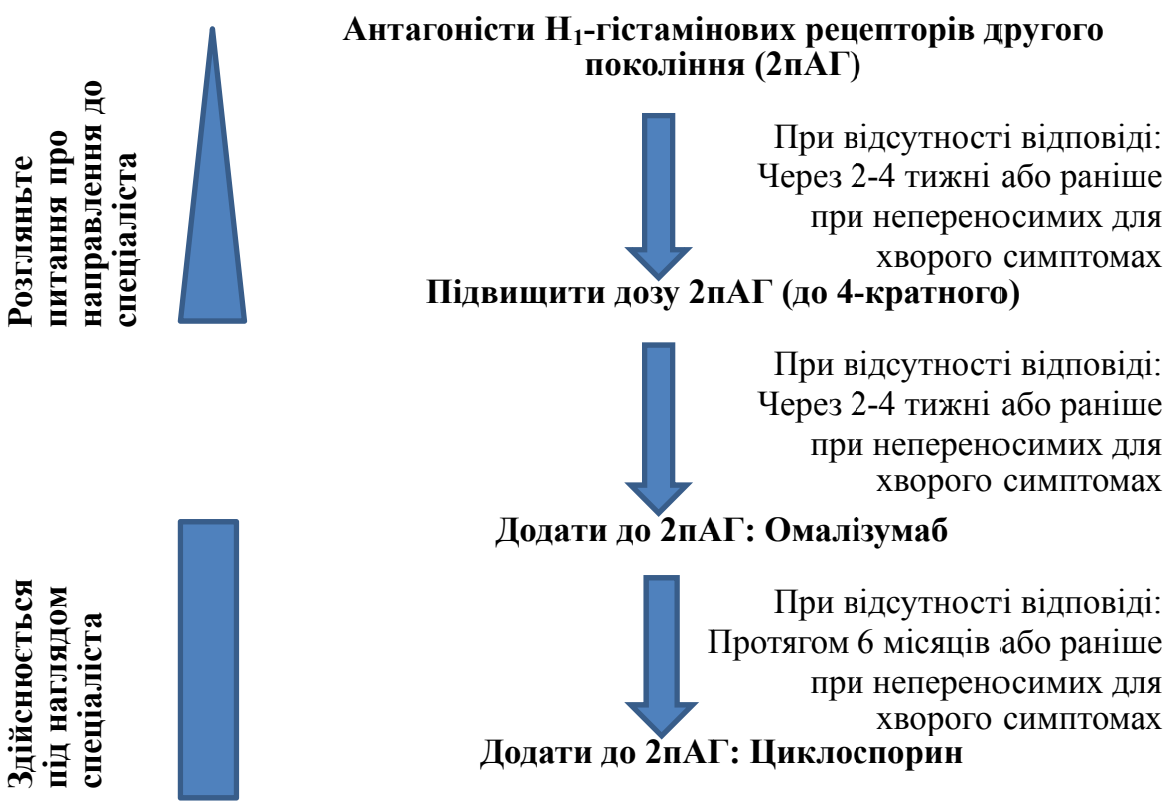 Антагоністи H₁-гістамінових рецепторів другого
покоління (2пАГ)
Розгляньте
питання про
направлення до
спеціаліста
При відсутності відповіді:
Через 2-4 тижні або раніше
при непереносимих для
хворого симптомах
Підвищити дозу 2пАГ (до 4-кратного)
При відсутності відповіді:
Через 2-4 тижні або раніше
при непереносимих для
хворого симптомах
Додати до 2пАГ: Омалізумаб
Здійснюється
під наглядом
спеціаліста
При відсутності відповіді:
Протягом 6 місяців або раніше
при непереносимих для
хворого симптомах
Додати до 2пАГ: Циклоспорин